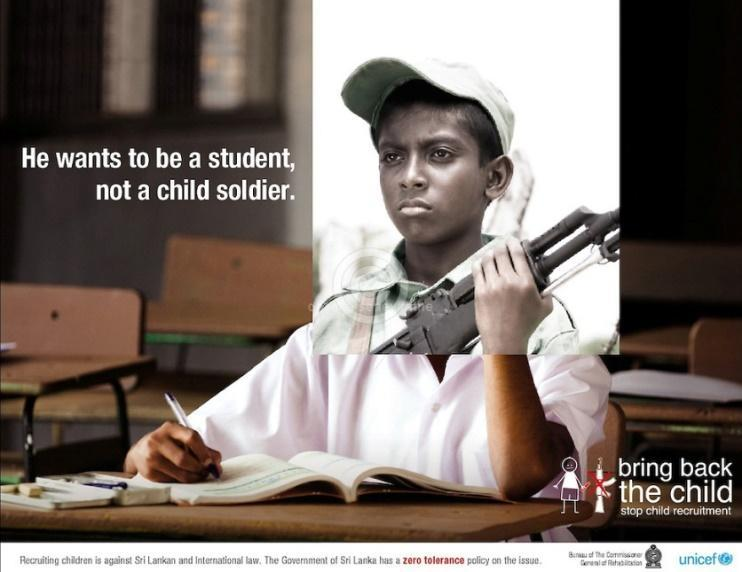 He wants to be a student,
not a child soldier.
bring back
the child
stop child recruitment
Recruiting children is against Sri Lankan and International law. The Government of Sri Lanka has a zero tolerance policy on the issue.
Bureau of The Commissioner
General of Rehabilitation
unicef